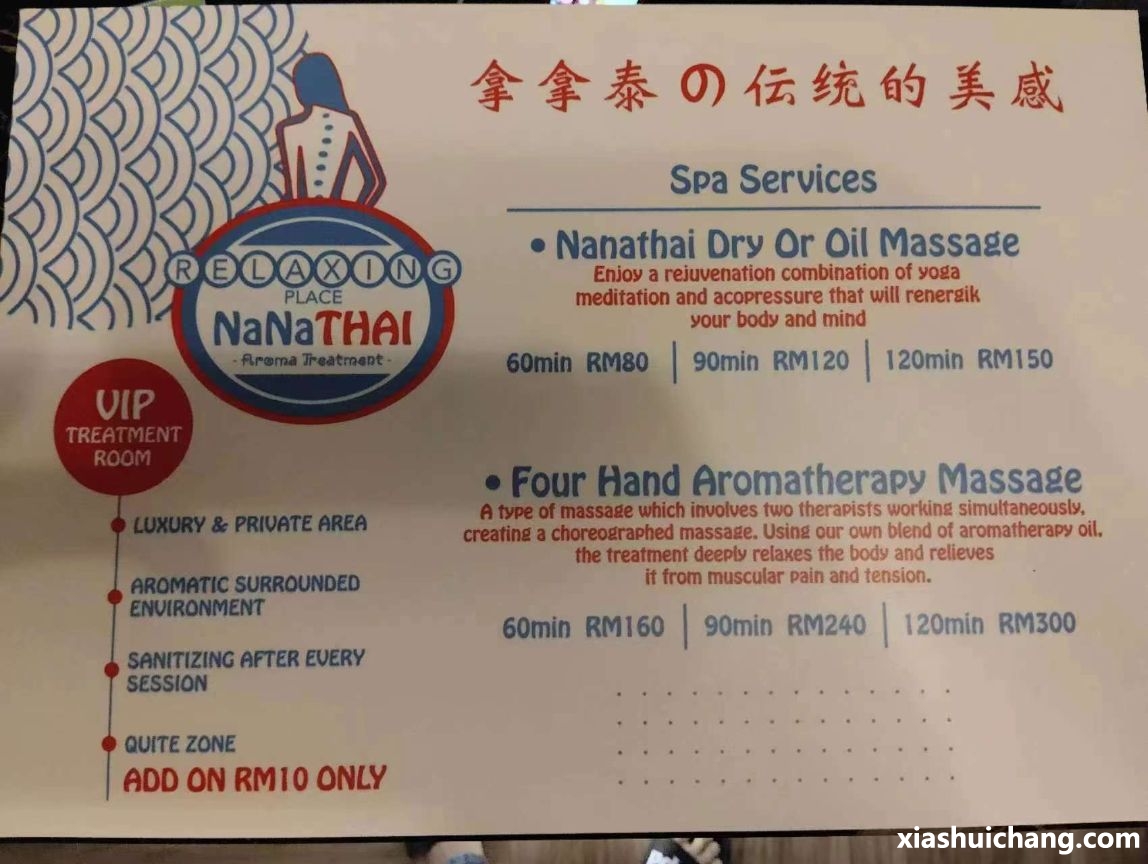 拿拿泰の伝统的美感
RELAXING
PLACE
NaNaTHAI
- Aroma Treatment -
VIP
TREATMENT
ROOM
LUXURY & PRIVATE AREA
AROMATIC SURROUNDED
ENVIRONMENT
SANITIZING AFTER EVERY
SESSION
QUITE ZONE
ADD ON RM10 ONLY
Spa Services
• Nanathai Dry Or Oil Massage
Enjoy a rejuvenation combination of yoga
meditation and acopressure that will renergik
your body and mind
60min RM80 | 90min RM120 | 120min RM150
• Four Hand Aromatherapy Massage
A type of massage which involves two therapists working simultaneously,
creating a choreographed massage. Using our own blend of aromatherapy oil,
the treatment deeply relaxes the body and relieves
it from muscular pain and tension.
60min RM160 | 90min RM240 | 120min RM300
xiashuichang.com